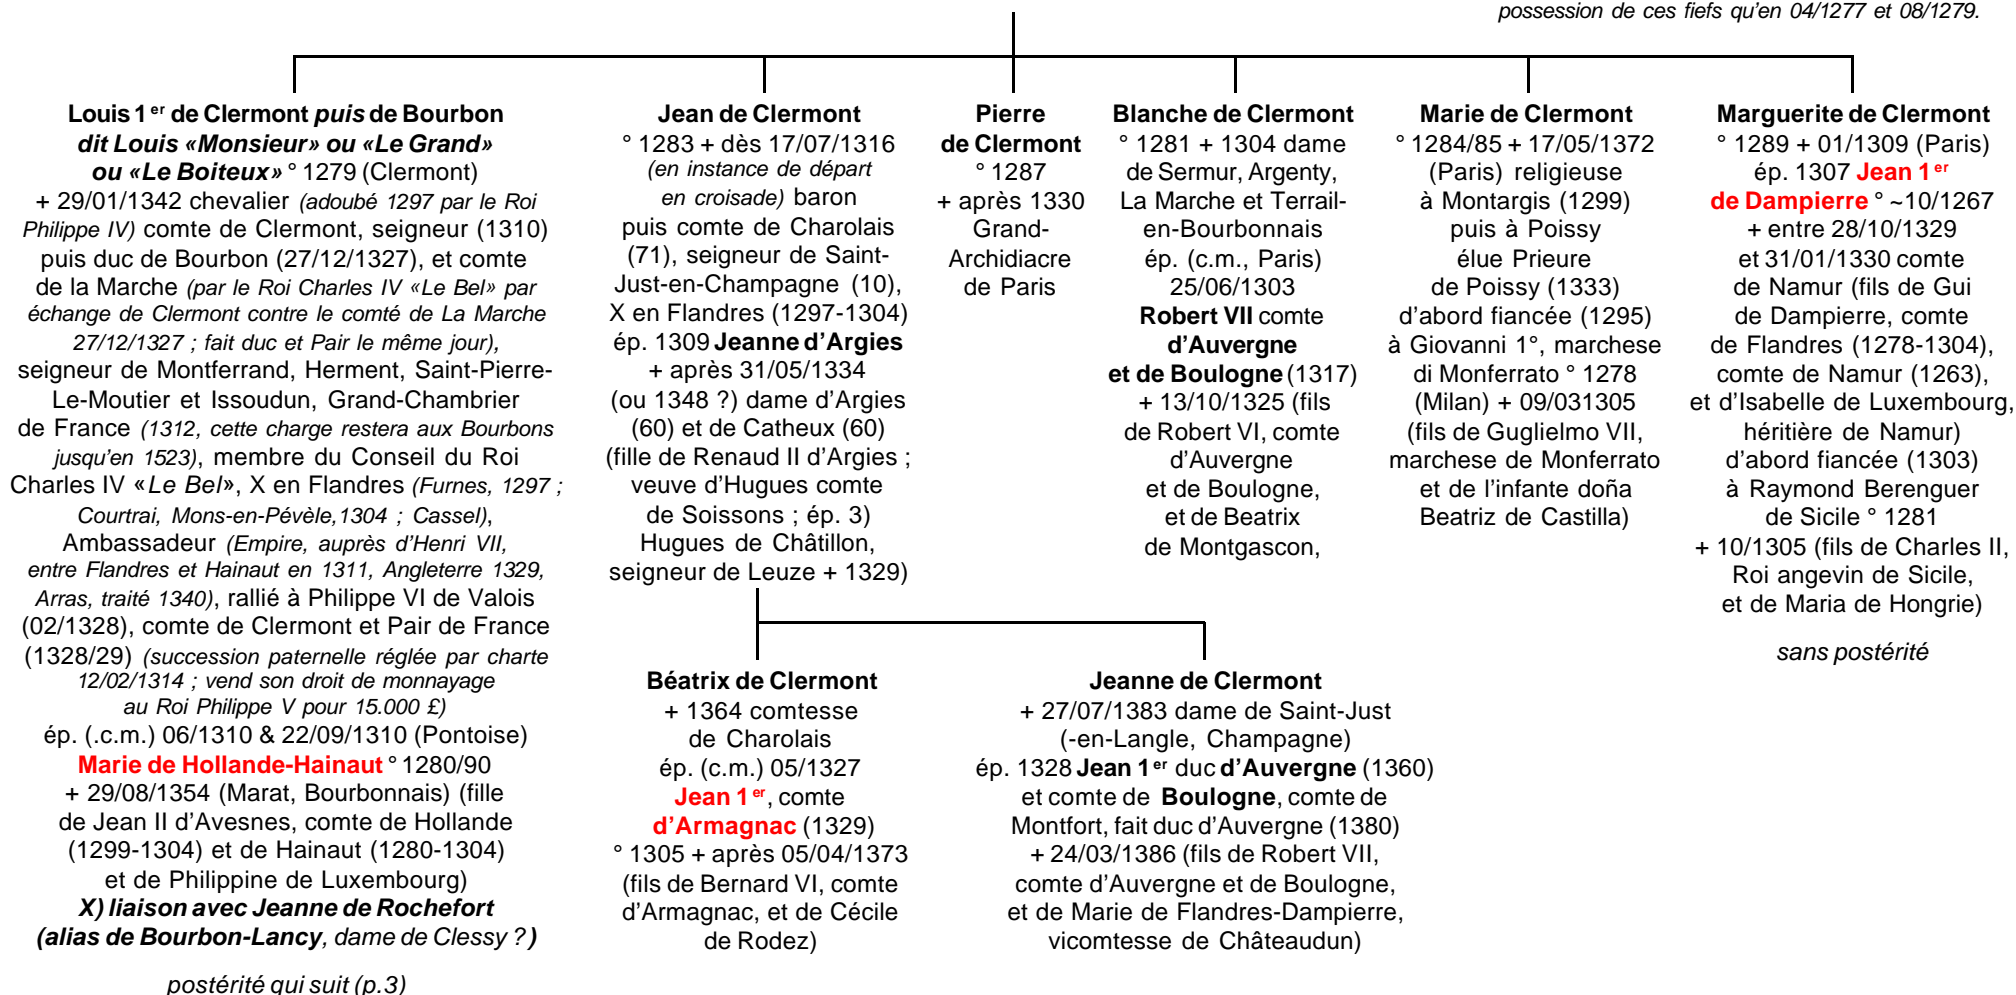 possession de ces fiefs qu'en 04/1277 et 08/1279.
Louis 1er de Clermont puis de Bourbon
dit Louis «Monsieur» ou «Le Grand»
ou «Le Boiteux» ° 1279 (Clermont)
+ 29/01/1342 chevalier (adoubé 1297 par le Roi
Philippe IV) comte de Clermont, seigneur (1310)
puis duc de Bourbon (27/12/1327), et comte
de la Marche (par le Roi Charles IV «Le Bel» par
échange de Clermont contre le comté de La Marche
27/12/1327 ; fait duc et Pair le même jour),
seigneur de Montferrand, Herment, Saint-Pierre-
Le-Moutier et Issoudun, Grand-Chambrier
de France (1312, cette charge restera aux Bourbons
jusqu'en 1523), membre du Conseil du Roi
Charles IV «Le Bel», X en Flandres (Furnes, 1297 ;
Courtrai, Mons-en-Pévèle,1304 ; Cassel),
Ambassadeur (Empire, auprès d'Henri VII,
entre Flandres et Hainaut en 1311, Angleterre 1329,
Arras, traité 1340), rallié à Philippe VI de Valois
(02/1328), comte de Clermont et Pair de France
(1328/29) (succession paternelle réglée par charte
12/02/1314 ; vend son droit de monnayage
au Roi Philippe V pour 15.000 £)
ép. (.c.m.) 06/1310 & 22/09/1310 (Pontoise)
Marie de Hollande-Hainaut ° 1280/90
+ 29/08/1354 (Marat, Bourbonnais) (fille
de Jean II d'Avesnes, comte de Hollande
(1299-1304) et de Hainaut (1280-1304)
et de Philippine de Luxembourg)
X) liaison avec Jeanne de Rochefort
(alias de Bourbon-Lancy, dame de Clessy ?)
postérité qui suit (p.3)
Jean de Clermont
° 1283 + dès 17/07/1316
(en instance de départ
en croisade) baron
puis comte de Charolais
(71), seigneur de Saint-
Just-en-Champagne (10),
X en Flandres (1297-1304)
ép. 1309 Jeanne d'Argies
+ après 31/05/1334
(ou 1348 ?) dame d'Argies
(60) et de Catheux (60)
(fille de Renaud II d'Argies ;
veuve d'Hugues comte
de Soissons ; ép. 3)
Hugues de Châtillon,
seigneur de Leuze + 1329)
Pierre
de Clermont
° 1287
+ après 1330
Grand-
Archidiacre
de Paris
Blanche de Clermont
° 1281 + 1304 dame
de Sermur, Argenty,
La Marche et Terrail-
en-Bourbonnais
ép. (c.m., Paris)
25/06/1303
Robert VII comte
d'Auvergne
et de Boulogne (1317)
+ 13/10/1325 (fils
de Robert VI, comte
d'Auvergne
et de Boulogne,
et de Beatrix
de Montgascon,
Marie de Clermont
° 1284/85 + 17/05/1372
(Paris) religieuse
à Montargis (1299)
puis à Poissy
élue Prieure
de Poissy (1333)
d'abord fiancée (1295)
à Giovanni 1°, marchese
di Monferrato ° 1278
(Milan) + 09/031305
(fils de Guglielmo VII,
marchese de Monferrato
et de l'infante doña
Beatriz de Castilla)
Marguerite de Clermont
° 1289 + 01/1309 (Paris)
ép. 1307 Jean 1er
de Dampierre ° ~10/1267
+ entre 28/10/1329
et 31/01/1330 comte
de Namur (fils de Gui
de Dampierre, comte
de Flandres (1278-1304),
comte de Namur (1263),
et d'Isabelle de Luxembourg,
héritière de Namur)
d'abord fiancée (1303)
à Raymond Berenguer
de Sicile ° 1281
+ 10/1305 (fils de Charles II,
Roi angevin de Sicile,
et de Maria de Hongrie)
sans postérité
Béatrix de Clermont
+ 1364 comtesse
de Charolais
ép. (c.m.) 05/1327
Jean 1er, comte
d'Armagnac (1329)
° 1305 + après 05/04/1373
(fils de Bernard VI, comte
d'Armagnac, et de Cécile
de Rodez)
Jeanne de Clermont
+ 27/07/1383 dame de Saint-Just
(-en-Langle, Champagne)
ép. 1328 Jean 1er duc d'Auvergne (1360)
et comte de Boulogne, comte de
Montfort, fait duc d'Auvergne (1380)
+ 24/03/1386 (fils de Robert VII,
comte d'Auvergne et de Boulogne,
et de Marie de Flandres-Dampierre,
vicomtesse de Châteaudun)